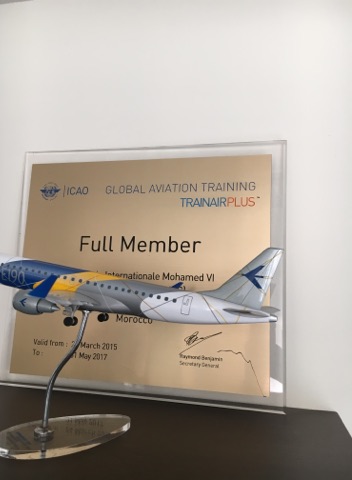 ICAO GLOBAL AVIATION TRAINING
TRAINAIRPLUS™
Full Member
Internationale Mohamed VI
E190
Morocco
Valid from : March 2015
To : May 2017
Raymond Benjamin
Secretary General